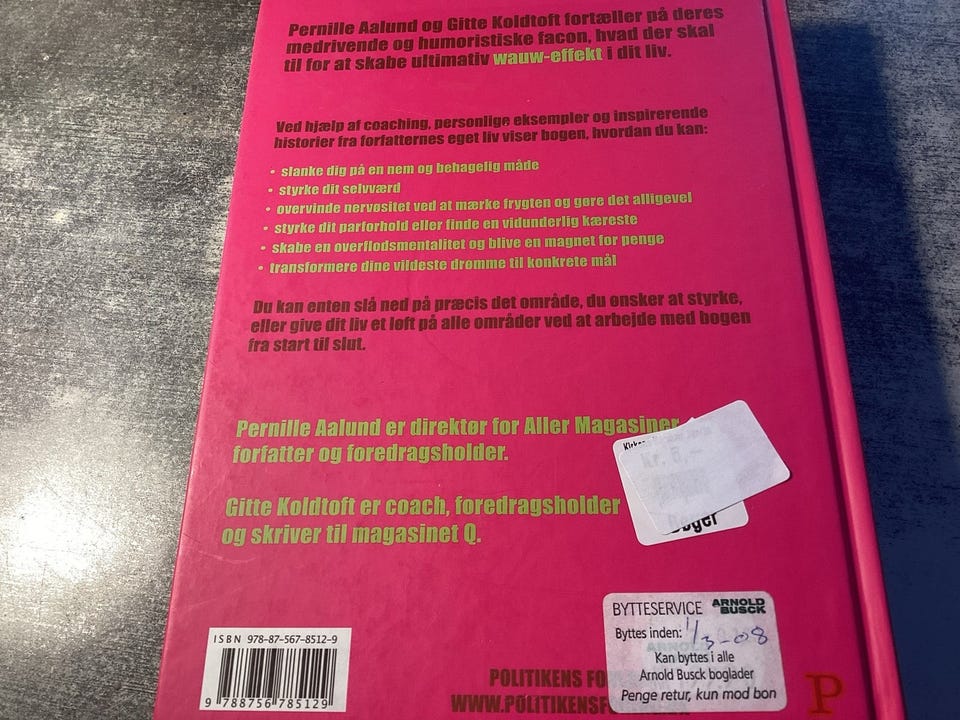 Pernille Aalund og Gitte Koldtoft fortæller på deres
medrivende og humoristiske facon, hvad der skal
til for at skabe ultimativ wauw-effekt i dit liv.
Ved hjælp af coaching, personlige eksempler og inspirerende
historier fra forfatternes eget liv viser bogen, hvordan du kan:
• slanke dig på en nem og behagelig måde
• styrke dit selvværd
• overvinde nervøsitet ved at mærke frygten og gøre det alligevel
• styrke dit parforhold eller finde en vidunderlig kæreste
• skabe en overflodsmentalitet og blive en magnet for penge
• transformere dine vildeste drømme til konkrete mål
Du kan enten slå ned på præcis det område, du ønsker at styrke,
eller give dit liv et løft på alle områder ved at arbejde med bogen
fra start til slut.
Pernille Aalund er direktør for Aller Magasiner
forfatter og foredragsholder.
Gitte Koldtoft er coach, foredragsholder
og skriver til magasinet Q.
Bøger
ISBN 978-87-567-8512-9
9 788756 785129
POLITIKENS
WWW.POLITIKENSF
BYTTESERVICE ARNOLD BUSCK
Byttes inden: 1/3-08
Kan byttes i alle
Arnold Busck boglader
Penge retur, kun mod bon
P